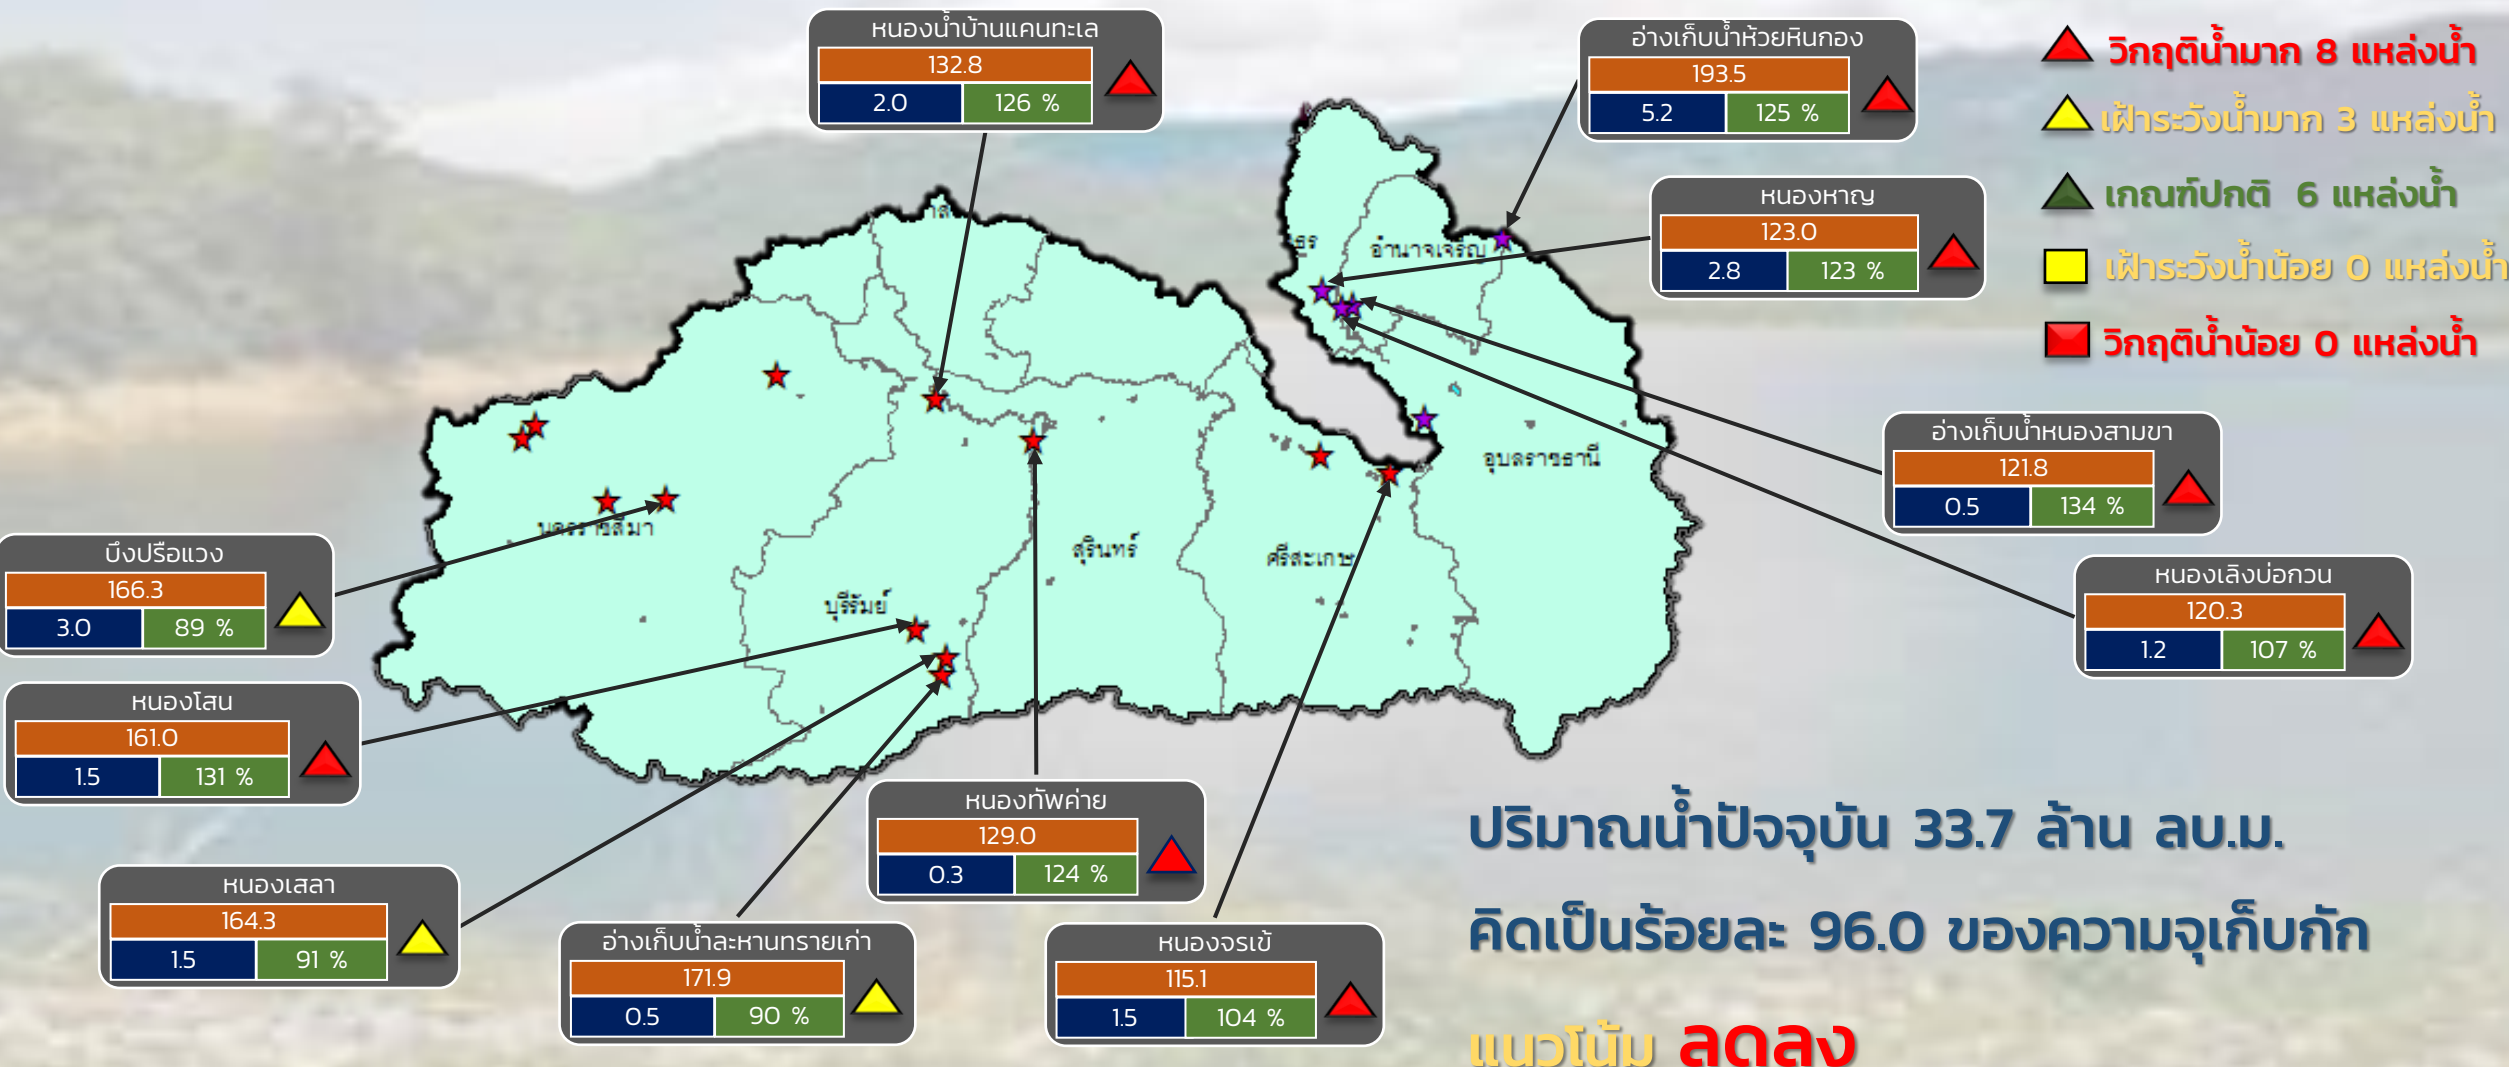 หนองน้ำบ้านแคนทะเล
132.8
2.0 126 %
อ่างเก็บน้ำห้วยหินกอง
193.5
5.2 125 %
วิกฤติน้ำมาก 8 แหล่งน้ำ
เฝ้าระวังน้ำมาก 3 แหล่งน้ำ
เกณฑ์ปกติ 6 แหล่งน้ำ
เฝ้าระวังน้ำน้อย 0 แหล่งน้ำ
วิกฤติน้ำน้อย 0 แหล่งน้ำ
หนองหาญ
123.0
2.8 123 %
อำนาจเจริญ
อ่างเก็บน้ำหนองสามขา
121.8
0.5 134 %
อุบลราชธานี
นครราชสีมา
สุรินทร์
ศรีสะเกษ
บุรีรัมย์
บึงปรือแวง
166.3
3.0 89 %
หนองเลิงบ่อกวน
120.3
1.2 107 %
หนองโสน
161.0
1.5 131 %
หนองทัพค่าย
129.0
0.3 124 %
หนองเสลา
164.3
1.5 91 %
อ่างเก็บน้ำละหานทรายเก่า
171.9
0.5 90 %
หนองจรเข้
115.1
1.5 104 %
ปริมาณน้ำปัจจุบัน 33.7 ล้าน ลบ.ม.
คิดเป็นร้อยละ 96.0 ของความจุเก็บกัก
แนวโน้ม ลดลง